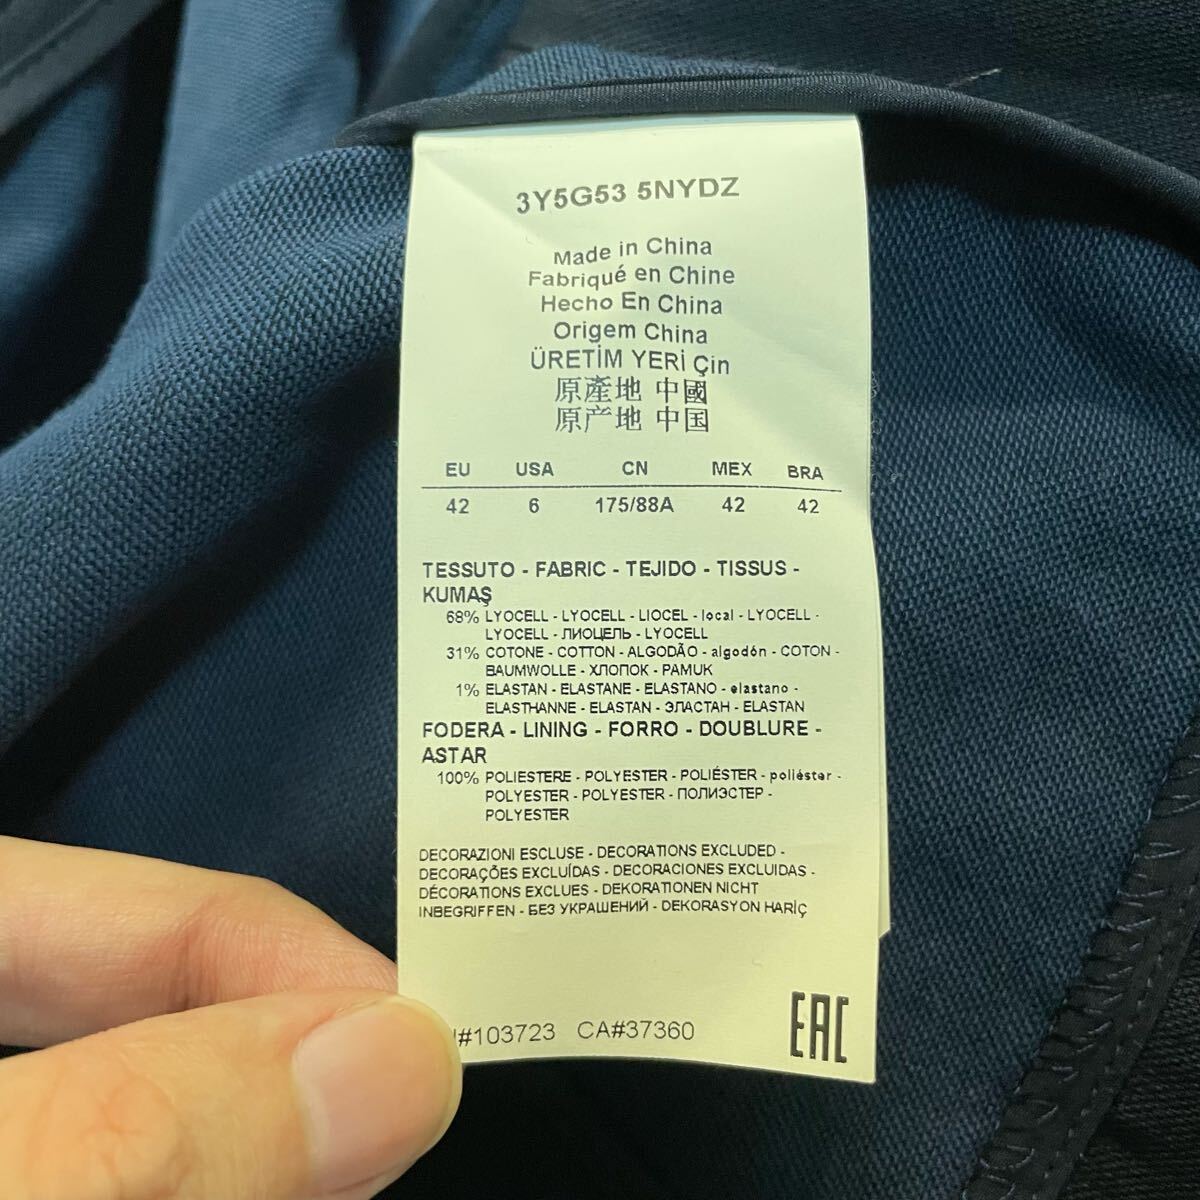 3Y5G53 5NYDZ
Made in China
Fabriqué en Chine
Hecho En China
Origem China
ÜRETİM YERİ Çin
原產地 中國
原产地 中国
EU USA CN MEX BRA
42 6 175/88A 42 42
TESSUTO - FABRIC - TEJIDO - TISSUS -
KUMAŞ
68% LYOCELL - LYOCELL - LIOCEL - local - LYOCELL -
LYOCELL - ЛИОЦЕЛЬ - LYOCELL
31% COTONE - COTTON - ALGODÃO - algodón - COTON -
BAUMWOLLE - ХЛОПОК - PAMUK
1% ELASTAN - ELASTANE - ELASTANO - elastano -
ELASTHANNE - ELASTAN - ЭЛАСТАН - ELASTAN
FODERA - LINING - FORRO - DOUBLURE -
ASTAR
100% POLIESTERE - POLYESTER - POLIÉSTER - poliéster -
POLYESTER - POLYESTER - ПОЛИЭСТЕР -
POLYESTER
DECORAZIONI ESCLUSE - DECORATIONS EXCLUDED -
DECORAÇÕES EXCLUÍDAS - DECORACIONES EXCLUIDAS -
DÉCORATIONS EXCLUES - DEKORATIONEN NICHT
INBEGRIFFEN - БЕЗ УКРАШЕНИЙ - DEKORASYON HARİÇ
#103723 CA#37360
EAC